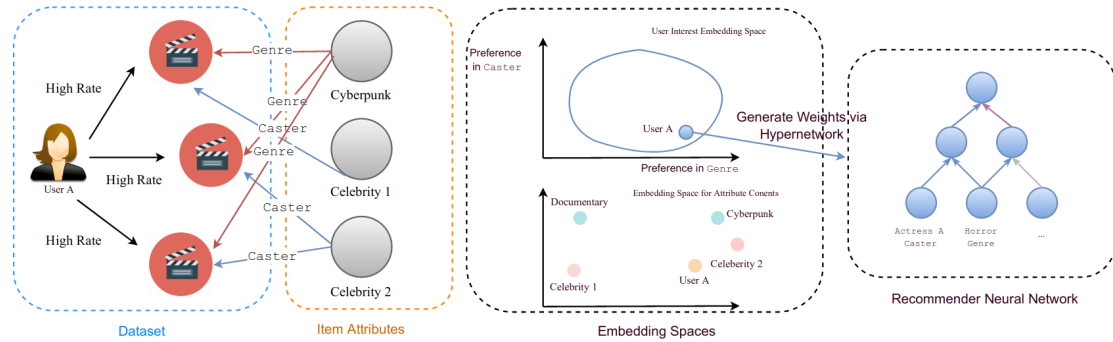 High Rate
High Rate
High Rate
User A
Dataset
Genre
Genre
Caster
Genre
Caster
Caster
Cyberpunk
Celebrity 1
Celebrity 2
Item Attributes
User Interest Embedding Space
Preference
in Caster
User A
Preference in Genre
Embedding Space for Attribute Conents
Documentary
Cyberpunk
Celeberity 2
User A
Celebrity 1
Embedding Spaces
Generate Weights via
Hypernetwork
Actress A
Caster
Horror
Genre
...
Recommender Neural Network